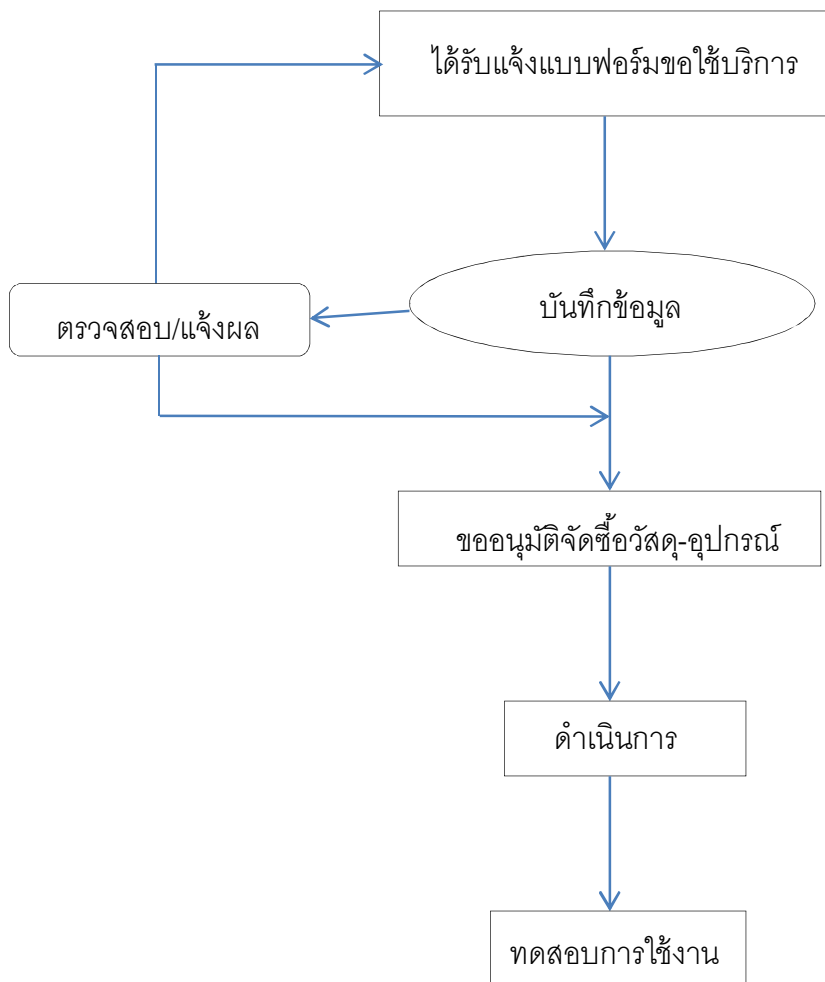 ได้รับแจ้งแบบฟอร์มขอใช้บริการ
บันทึกข้อมูล
ตรวจสอบ/แจ้งผล
ขออนุมัติจัดซื้อวัสดุ-อุปกรณ์
ดำเนินการ
ทดสอบการใช้งาน